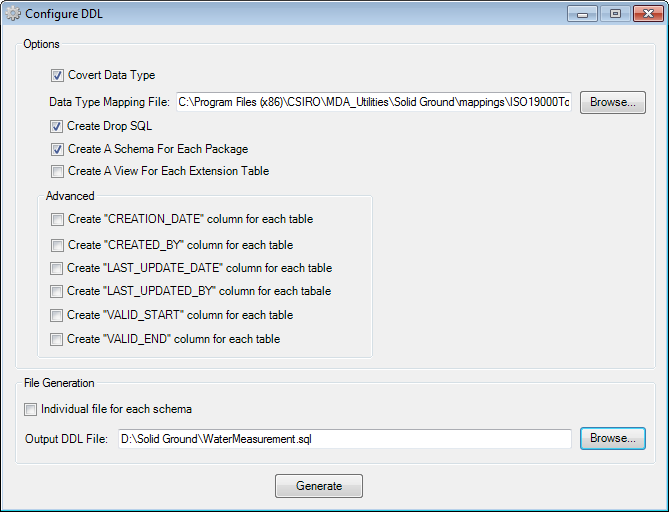 Configure DDL
Options
Covert Data Type
Data Type Mapping File: C:\Program Files (x86)\CSIRO\MDA_Utilities\Solid Ground\mappings\ISO19000To Browse...
Create Drop SQL
Create A Schema For Each Package
Create A View For Each Extension Table
Advanced
Create "CREATION_DATE" column for each table
Create "CREATED_BY" column for each table
Create "LAST_UPDATE_DATE" column for each table
Create "LAST_UPDATED_BY" column for each tabale
Create "VALID_START" column for each table
Create "VALID_END" column for each table
File Generation
Individual file for each schema
Output DDL File: D:\Solid Ground\WaterMeasurement.sql Browse...
Generate